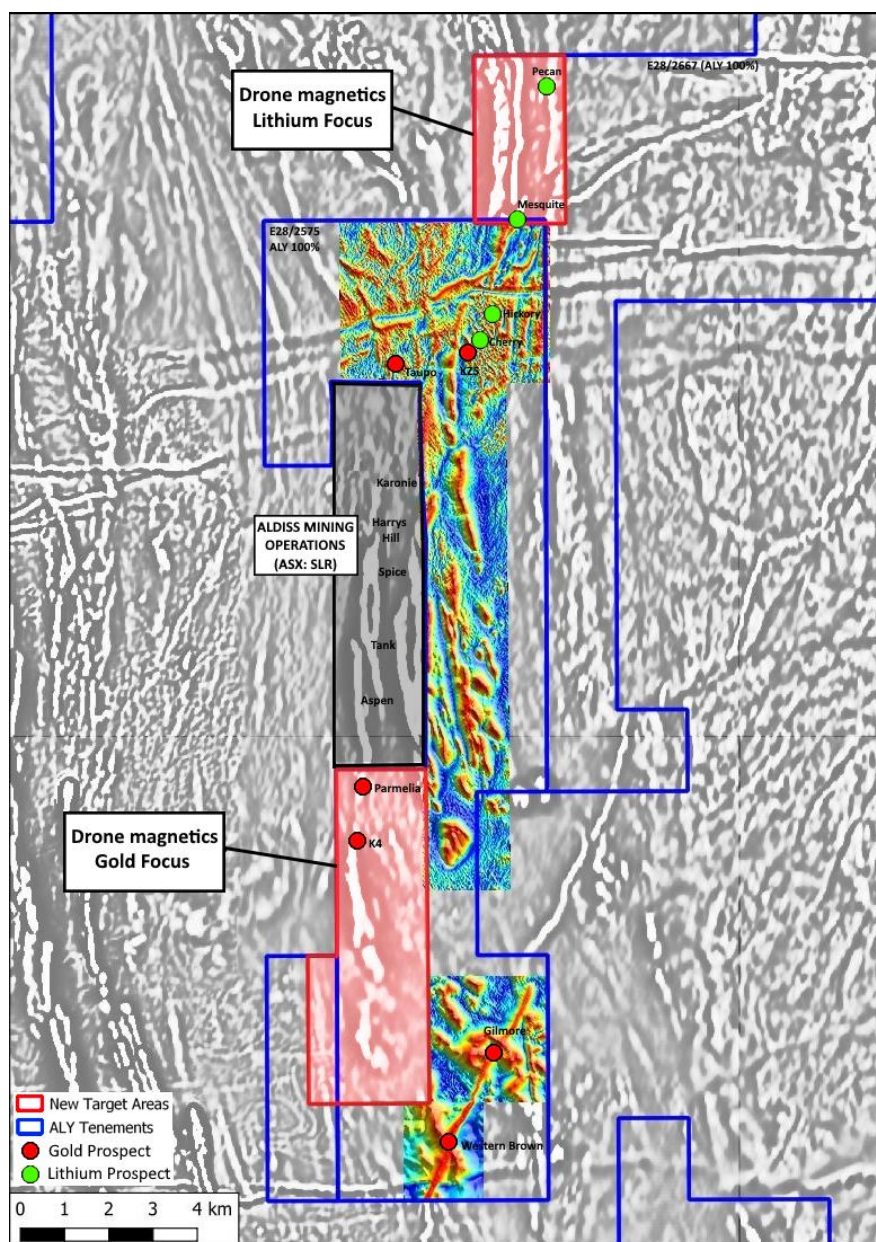 Pecan
E28/2667 (ALY 100%)
Drone magnetics
Lithium Focus
Mesquite
E28/2575
ALY 100%
Hickory
Cherry
KZ5
Taupo
Karonie
Harrys
Hill
ALDISS MINING
OPERATIONS
(ASX: SLR)
Spice
Tank
Aspen
Parmelia
K4
Drone magnetics
Gold Focus
Gilmore
Western Brown
New Target Areas
ALY Tenements
Gold Prospect
Lithium Prospect
0 1 2 3 4 km